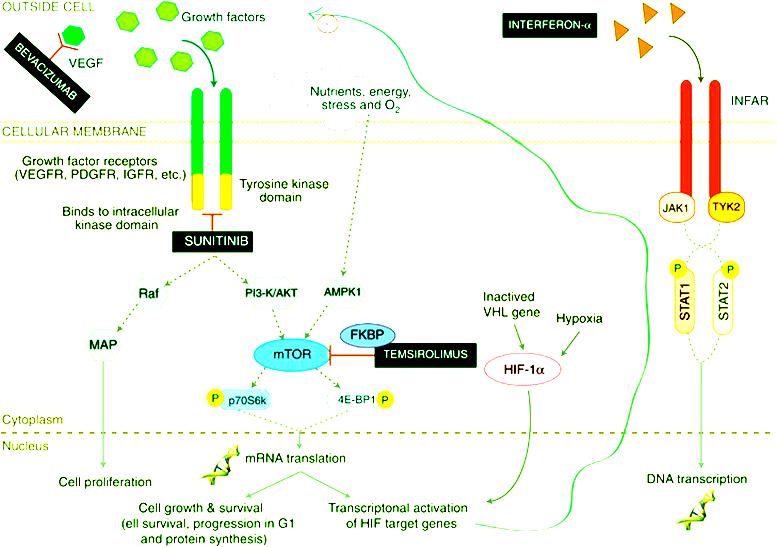 OUTSIDE CELL
Growth factors
INTERFERON-α
BEVACIZUMAB
VEGF
Nutrients, energy,
stress and O2
INFAR
CELLULAR MEMBRANE
Growth factor receptors
(VEGFR, PDGFR, IGFR, etc.)
Tyrosine kinase
domain
Binds to intracellular
kinase domain
JAK1
TYK2
SUNITINIB
P
P
Raf
PI3-K/AKT
AMPK1
STAT1
STAT2
Inactived
VHL gene
Hypoxia
MAP
FKBP
mTOR
TEMSIROLIMUS
HIF-1α
P
p70S6k
4E-BP1
P
Cytoplasm
Nucleus
mRNA translation
Cell proliferation
DNA transcription
Cell growth & survival
(ell survival, progression in G1
and protein synthesis)
Transcriptonal activation
of HIF target genes